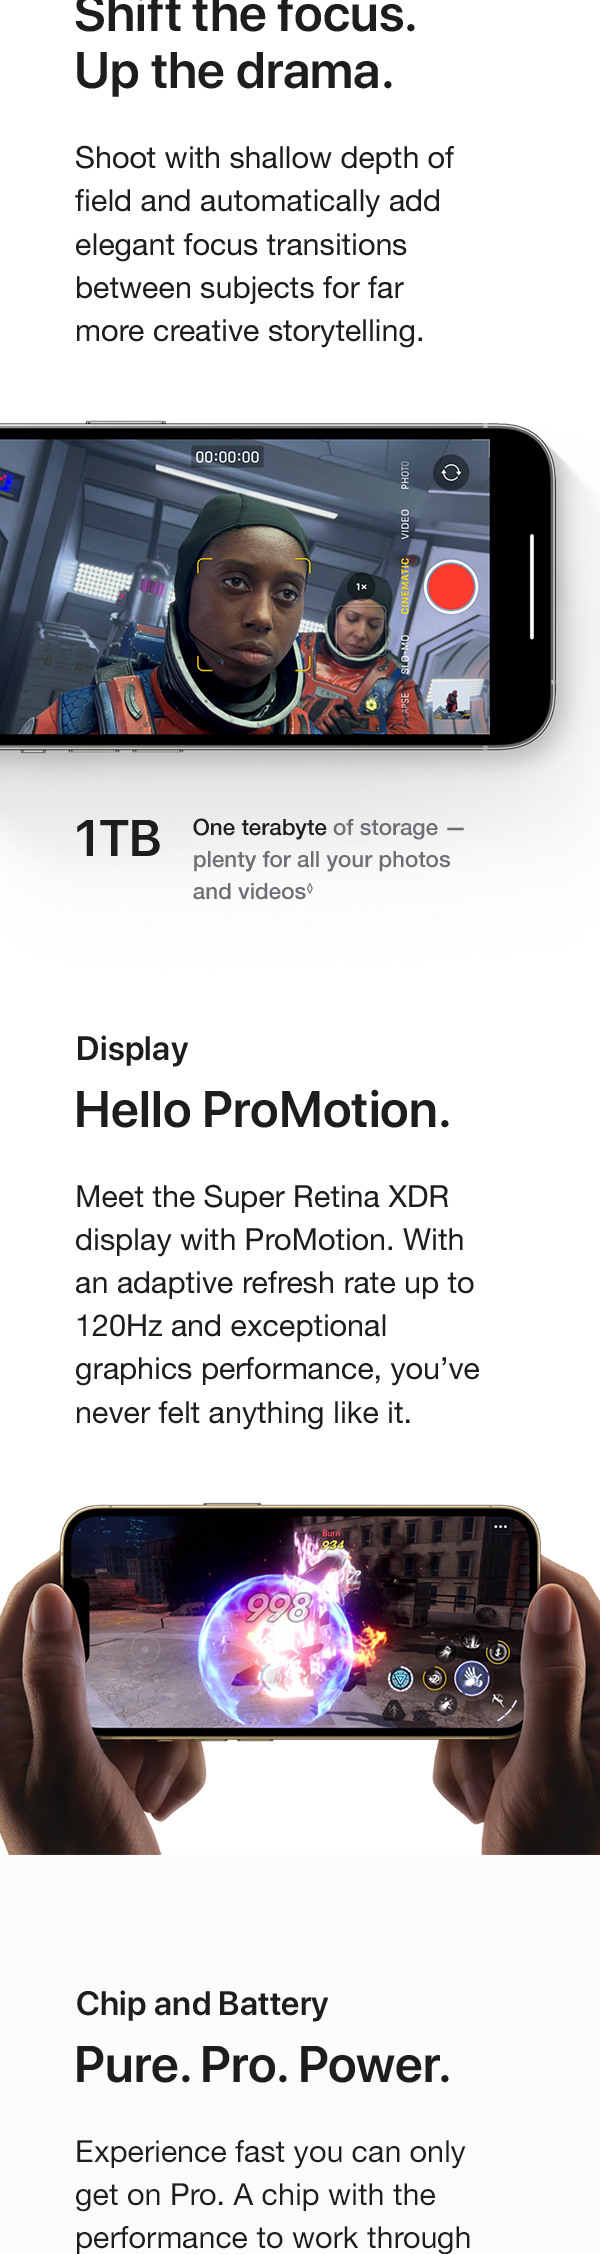 Shift the focus.
Up the drama.
Shoot with shallow depth of
field and automatically add
elegant focus transitions
between subjects for far
more creative storytelling.
00:00:00
PHOTO
VIDEO
CINEMATIC
SLO-MO
APSE
1×
1TB
One terabyte of storage —
plenty for all your photos
and videos◊
Display
Hello ProMotion.
Meet the Super Retina XDR
display with ProMotion. With
an adaptive refresh rate up to
120Hz and exceptional
graphics performance, you’ve
never felt anything like it.
Burn
934
998
Chip and Battery
Pure. Pro. Power.
Experience fast you can only
get on Pro. A chip with the
performance to work through